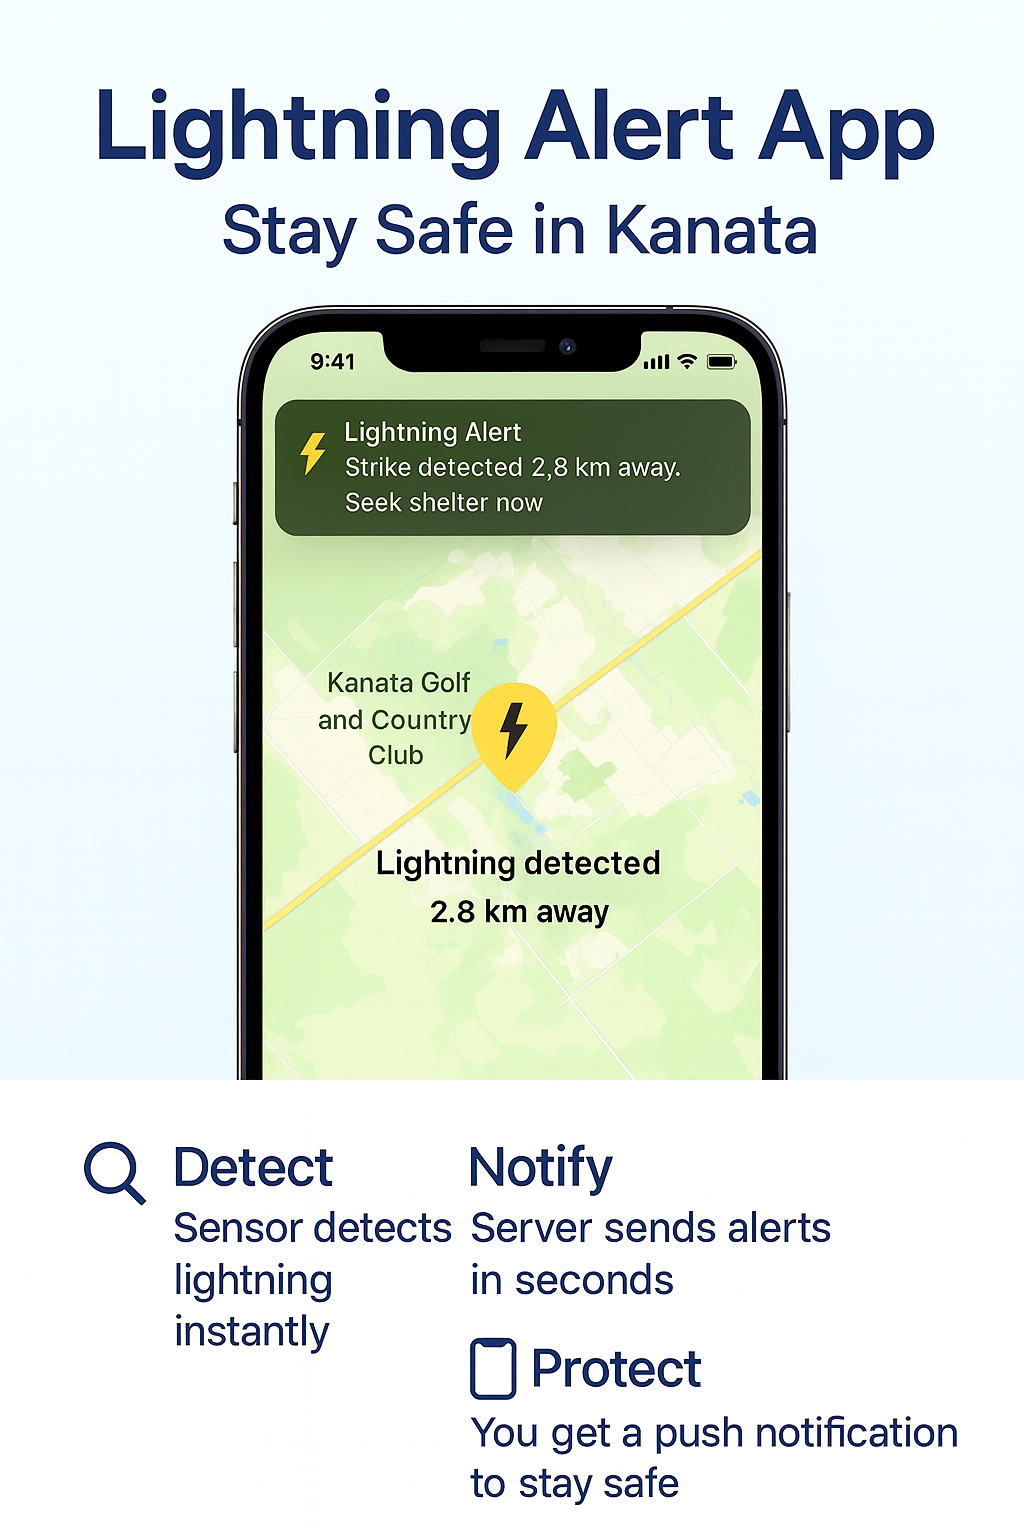 Lightning Alert App
Stay Safe in Kanata
9:41
Lightning Alert
Strike detected 2,8 km away.
Seek shelter now
Kanata Golf
and Country
Club
Lightning detected
2.8 km away
Detect
Sensor detects
lightning
instantly
Notify
Server sends alerts
in seconds
Protect
You get a push notification
to stay safe